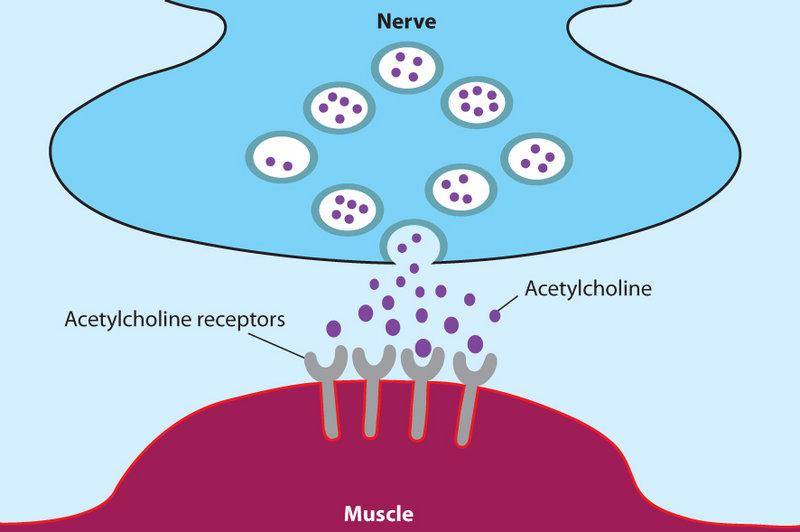 Nerve
Acetylcholine
Acetylcholine receptors
Muscle